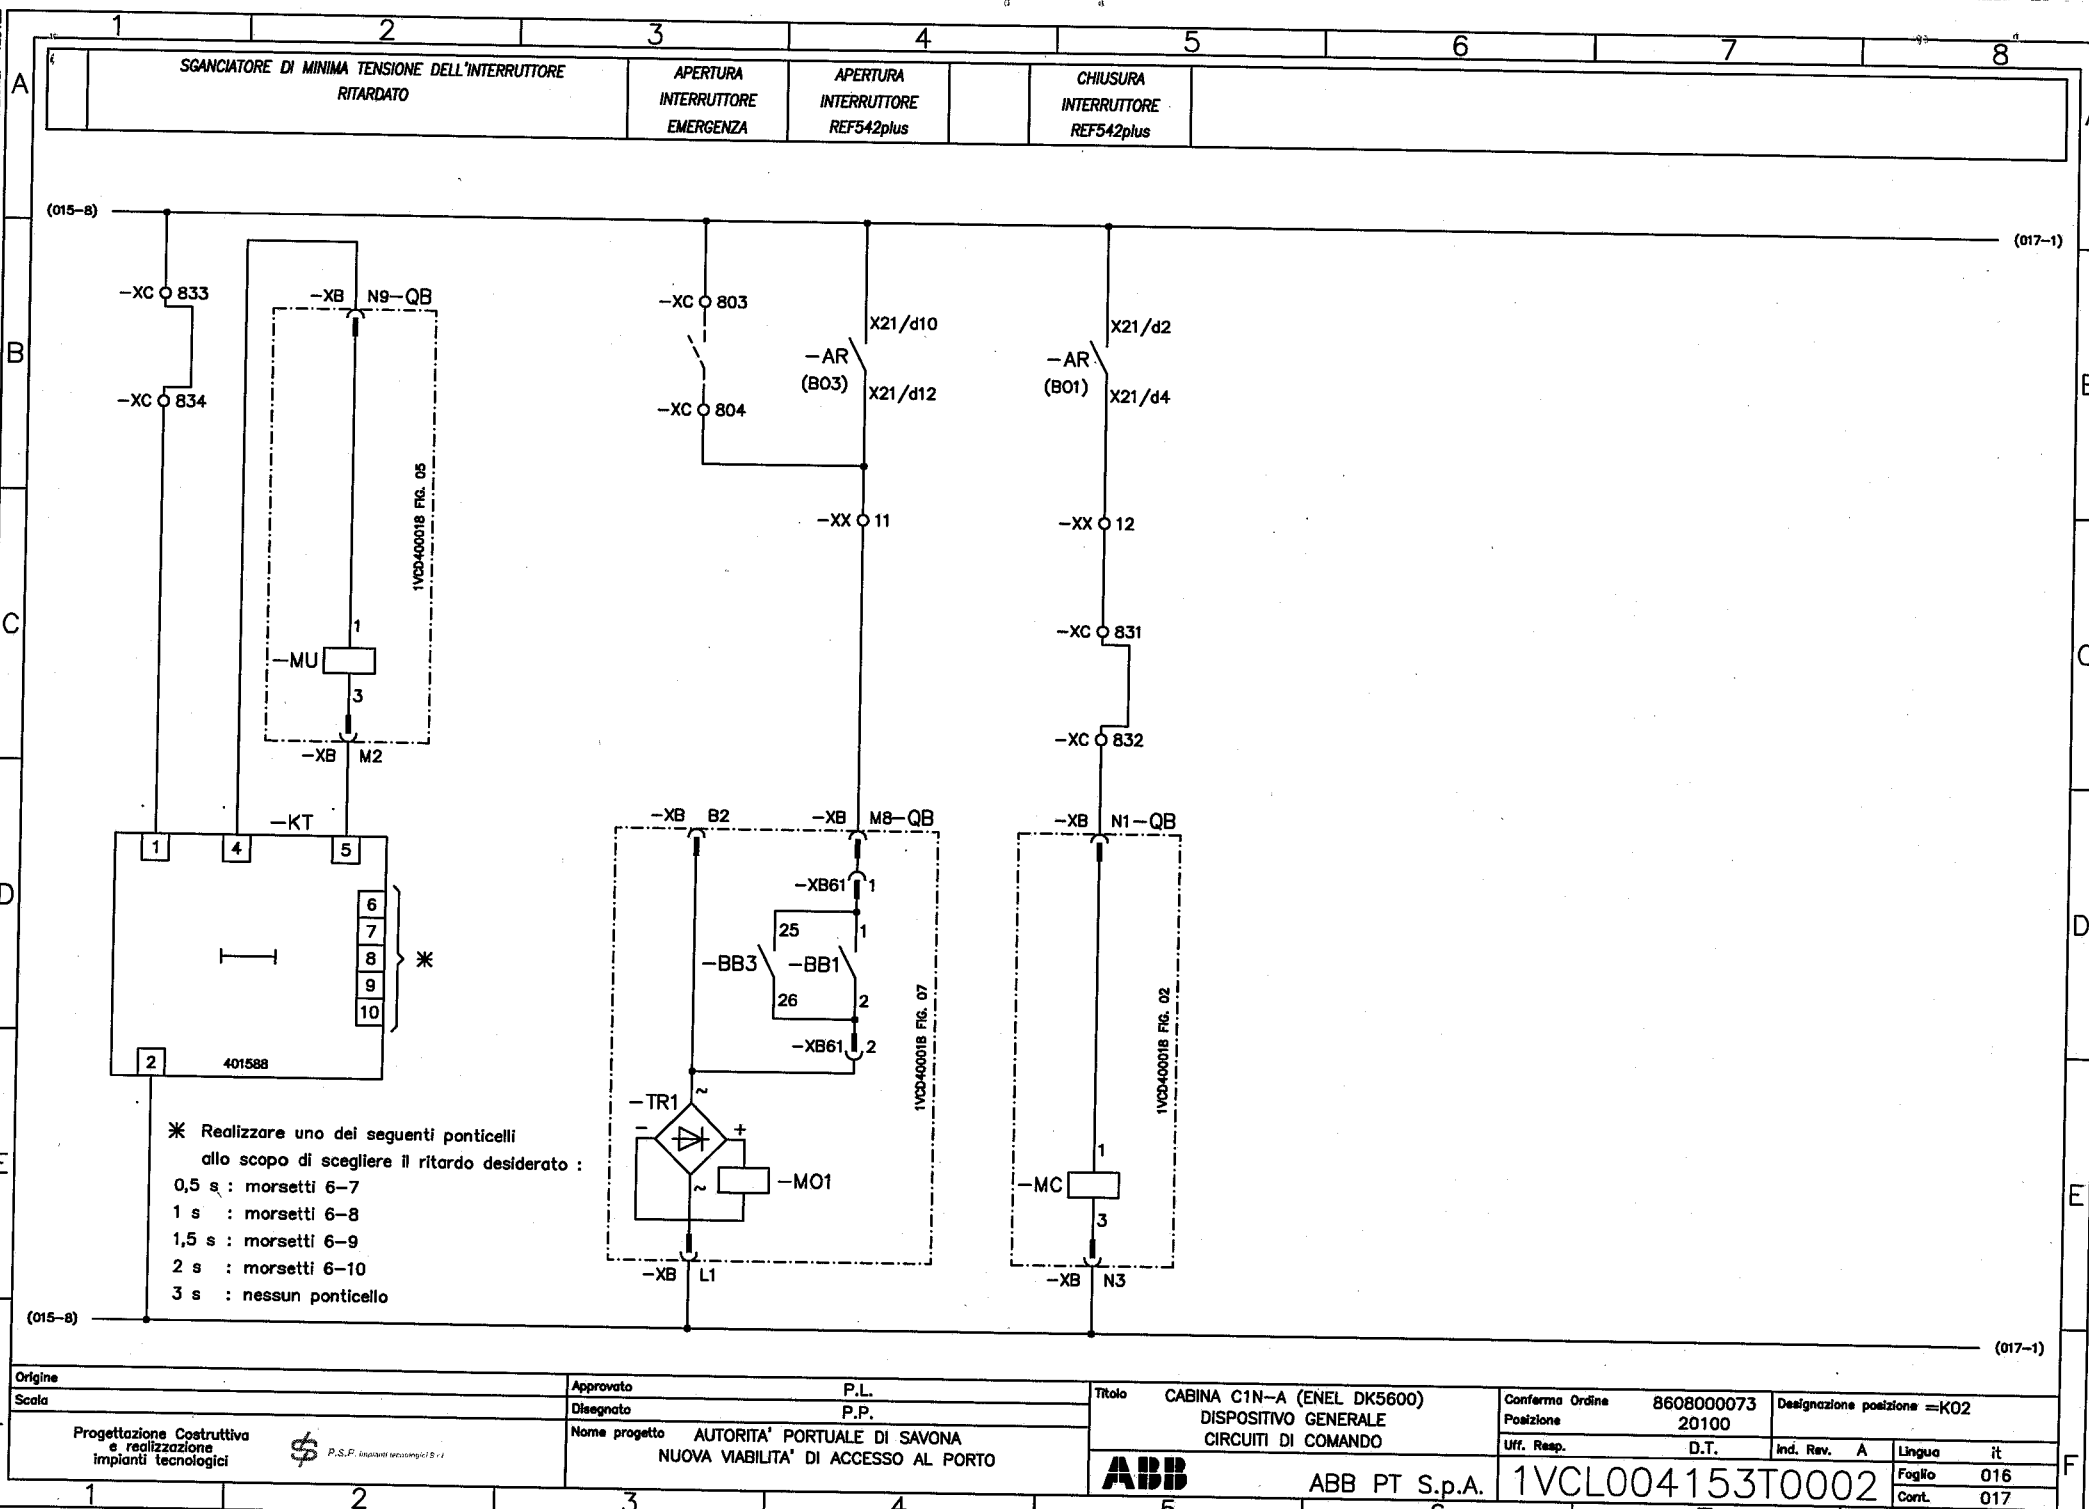 1 2 3 4 5 6 7 8
A
SGANCIATORE DI MINIMA TENSIONE DELL'INTERRUTTORE
RITARDATO
APERTURA
INTERRUTTORE
EMERGENZA
APERTURA
INTERRUTTORE
REF542plus
CHIUSURA
INTERRUTTORE
REF542plus
(015-8)
(017-1)
-XC 833
-XB N9-QB
-XC 803
X21/d10
X21/d2
B
-AR
(BO3)
-AR
(BO1)
-XC 834
-XC 804
X21/d12
X21/d4
1VCD400018 FIG. 05
-XX 11
-XX 12
C
1
-XC 831
-MU
3
-XB M2
-XC 832
-KT
-XB B2
-XB M8-QB
-XB N1-QB
1 4 5
-XB61 1
D
D
6
7
8
9
10
*
25 1
-BB3 -BB1
26 2
-XB61 2
1VCD400018 FIG. 07
1VCD400018 FIG. 02
2
401588
~
-TR1
- +
~
-MO1
1
-MC
3
E
* Realizzare uno dei seguenti ponticelli
allo scopo di scegliere il ritardo desiderato :
0,5 s : morsetti 6-7
1 s : morsetti 6-8
1,5 s : morsetti 6-9
2 s : morsetti 6-10
3 s : nessun ponticello
-XB L1
-XB N3
(015-8)
(017-1)
Origine
Scala
Progettazione Costruttiva
e realizzazione
impianti tecnologici
P.S.P. impianti tecnologici S.r.l
Approvato P.L.
Disegnato P.P.
Nome progetto AUTORITA' PORTUALE DI SAVONA
NUOVA VIABILITA' DI ACCESSO AL PORTO
Titolo CABINA C1N-A (ENEL DK5600)
DISPOSITIVO GENERALE
CIRCUITI DI COMANDO
ABB ABB PT S.p.A.
Conferma Ordine 8608000073
Posizione 20100
Designazione posizione =K02
Uff. Resp. D.T.
Ind. Rev. A
Lingua it
1VCL004153T0002
Foglio 016
Cont. 017
F
1 2 3 4